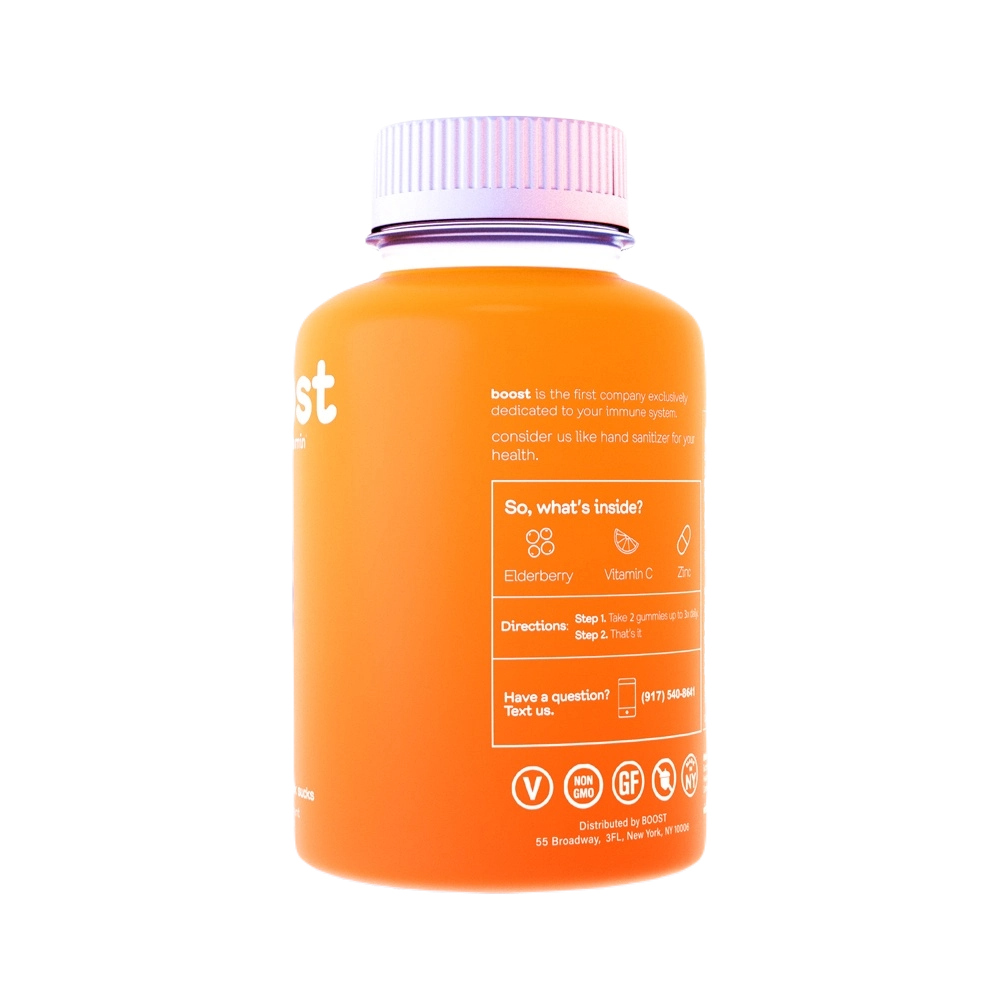 st
boost is the first company exclusively
dedicated to your immune system.
consider us like hand sanitizer for your
health.
So, what's inside?
Elderberry
Vitamin C
Zinc
Directions:
Step 1. Take 2 gummies up to 3x daily
Step 2. That's it
Have a question?
Text us.
(917) 540-8641
V
NON
GMO
GF
NY
Distributed by BOOST
55 Broadway, 3FL, New York, NY 10006
sucks